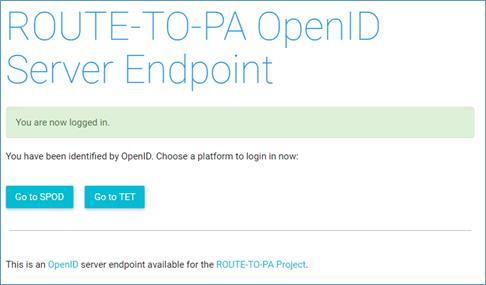 ROUTE-TO-PA OpenID
Server Endpoint
You are now logged in.
You have been identified by OpenID. Choose a platform to login in now:
Go to SPOD Go to TET
This is an OpenID server endpoint available for the ROUTE-TO-PA Project.